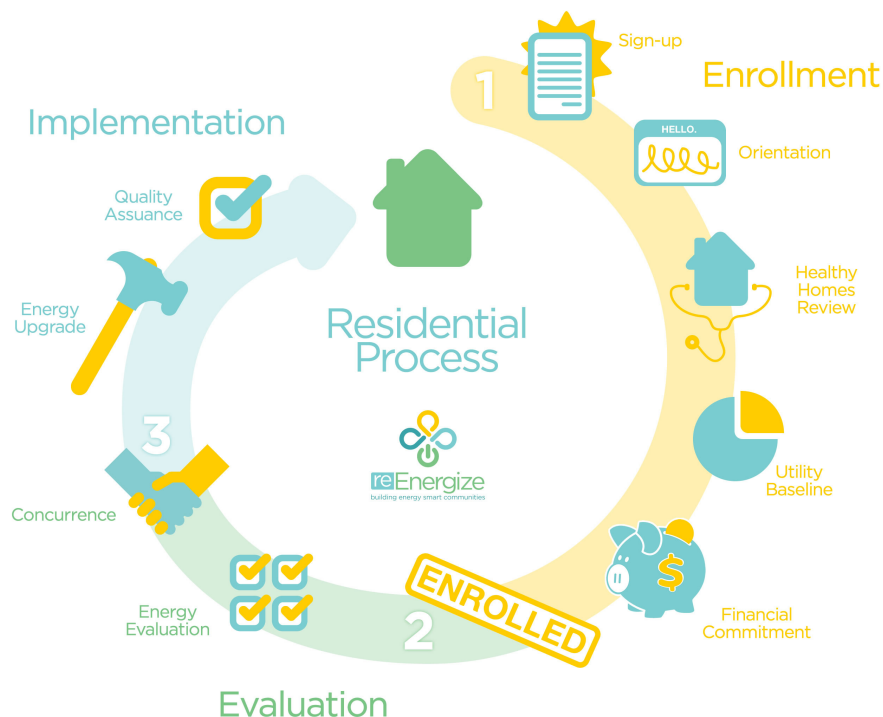 1
Sign-up
Enrollment
HELLO.
Orientation
Healthy
Homes
Review
Utility
Baseline
$
Financial
Commitment
ENROLLED
2
Evaluation
Energy
Evaluation
Concurrence
3
Energy
Upgrade
Quality
Assuance
Implementation
Residential
Process
reEnergize
building energy smart communities